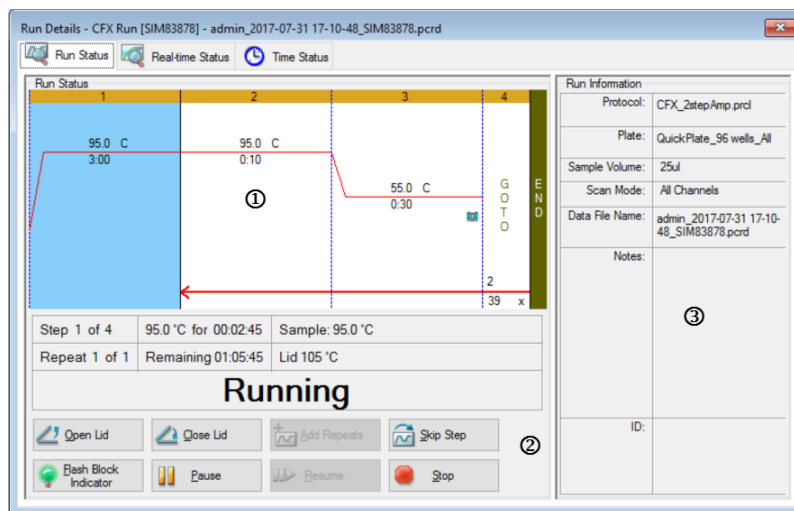 Run Details - CFX Run [SIM83878] - admin_2017-07-31 17-10-48_SIM83878.pcrd
Run Status Real-time Status Time Status
Run Status
1 2 3 4
95.0 C
3:00
95.0 C
0:10
55.0 C
0:30
GOTO
END
①
2
39 x
Step 1 of 4 95.0 °C for 00:02:45 Sample: 95.0 °C
Repeat 1 of 1 Remaining 01:05:45 Lid 105 °C
Running
Open Lid Close Lid Add Repeats Skip Step
②
Flash Block
Indicator
Pause Resume Stop
Run Information
Protocol: CFX_2stepAmp.prcl
Plate: QuickPlate_96 wells_All
Sample Volume: 25ul
Scan Mode: All Channels
Data File Name: admin_2017-07-31 17-10-
48_SIM83878.pcrd
Notes:
③
ID: